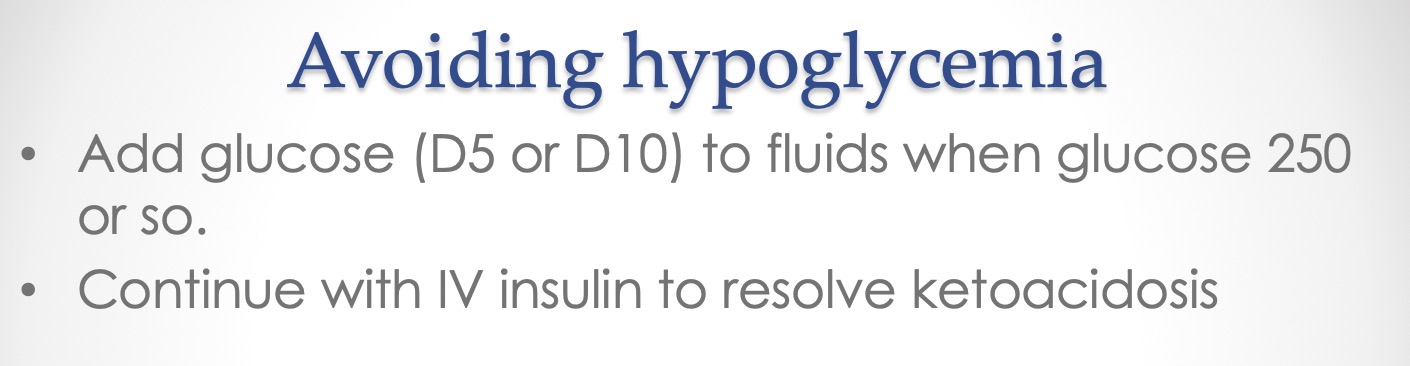 Avoiding hypoglycemia
• Add glucose (D5 or D10) to fluids when glucose 250
or so.
• Continue with IV insulin to resolve ketoacidosis